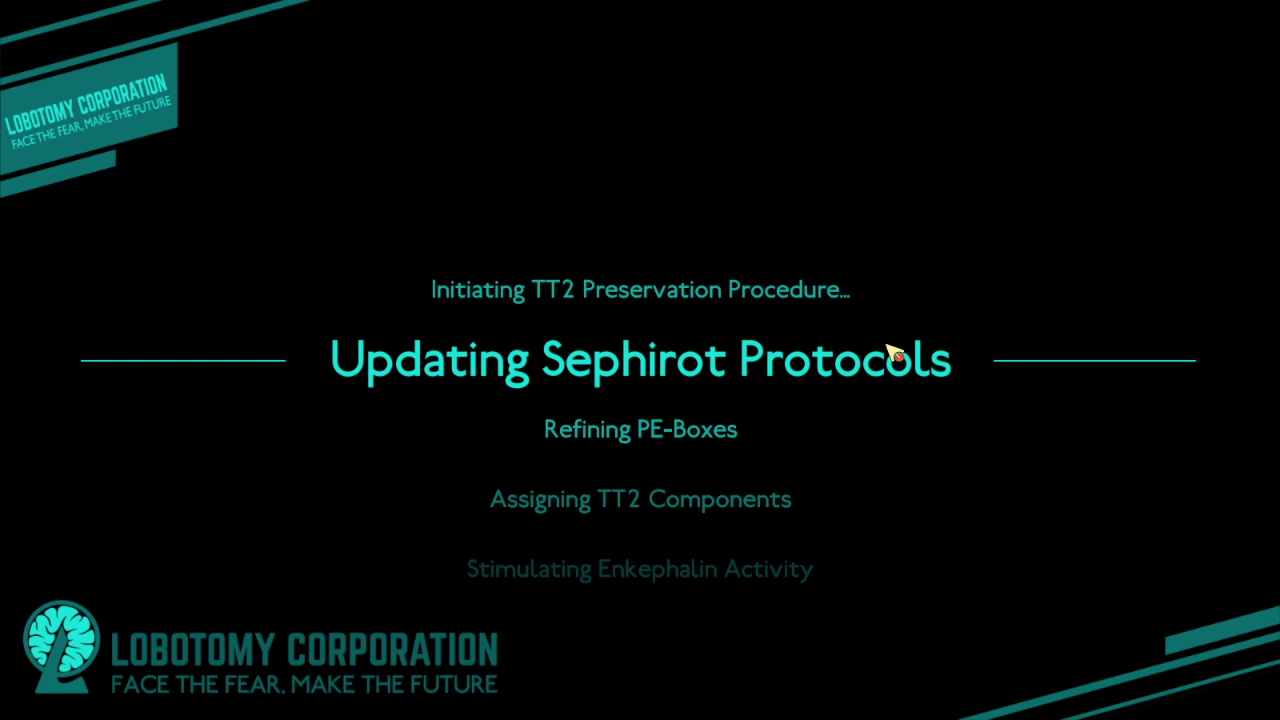 LOBOTOMY CORPORATION
FACE THE FEAR, MAKE THE FUTURE
Initiating TT2 Preservation Procedure...
Updating Sephirot Protocols
Refining PE-Boxes
Assigning TT2 Components
Stimulating Enkephalin Activity
LOBOTOMY CORPORATION
FACE THE FEAR, MAKE THE FUTURE